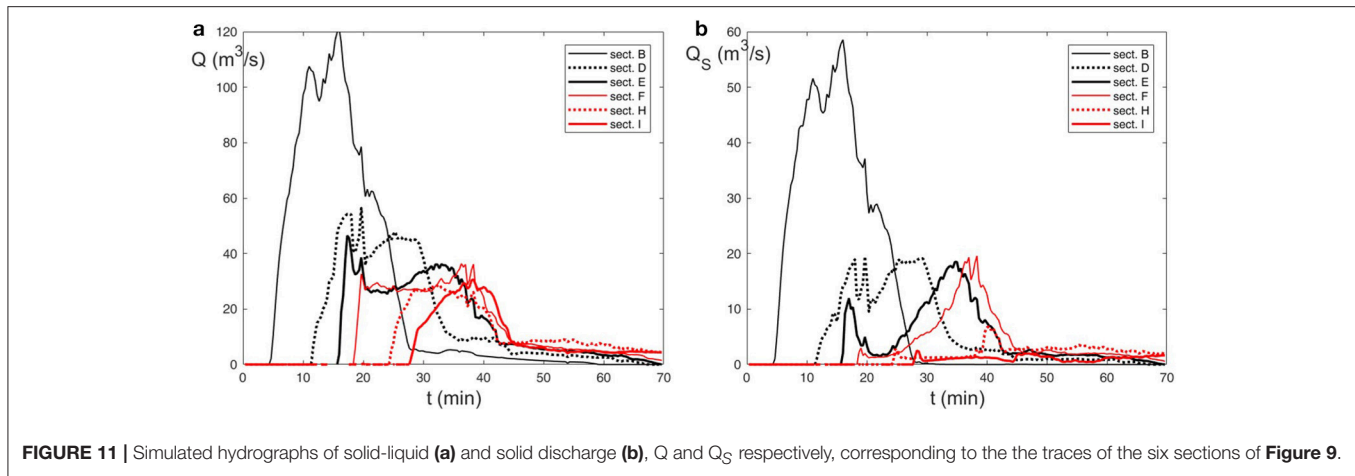 a
120
100
80
60
40
20
0
Q (m³/s)
sect. B
sect. D
sect. E
sect. F
sect. H
sect. I
0 10 20 30 40 50 60 70
t (min)
b
60
50
40
30
20
10
0
Q_S (m³/s)
sect. B
sect. D
sect. E
sect. F
sect. H
sect. I
0 10 20 30 40 50 60 70
t (min)
FIGURE 11 | Simulated hydrographs of solid-liquid (a) and solid discharge (b), Q and Q_S respectively, corresponding to the the traces of the six sections of Figure 9.